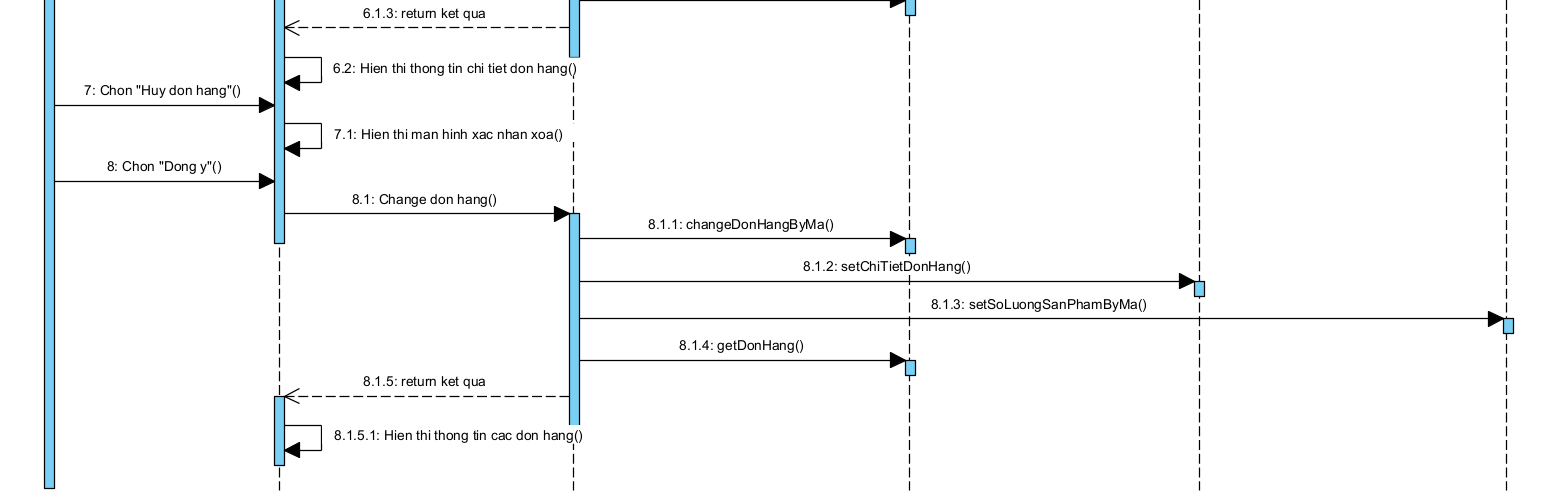 6.1.3: return ket qua
6.2: Hien thi thong tin chi tiet don hang()
7: Chon "Huy don hang"()
7.1: Hien thi man hinh xac nhan xoa()
8: Chon "Dong y"()
8.1: Change don hang()
8.1.1: changeDonHangByMa()
8.1.2: setChiTietDonHang()
8.1.3: setSoLuongSanPhamByMa()
8.1.4: getDonHang()
8.1.5: return ket qua
8.1.5.1: Hien thi thong tin cac don hang()